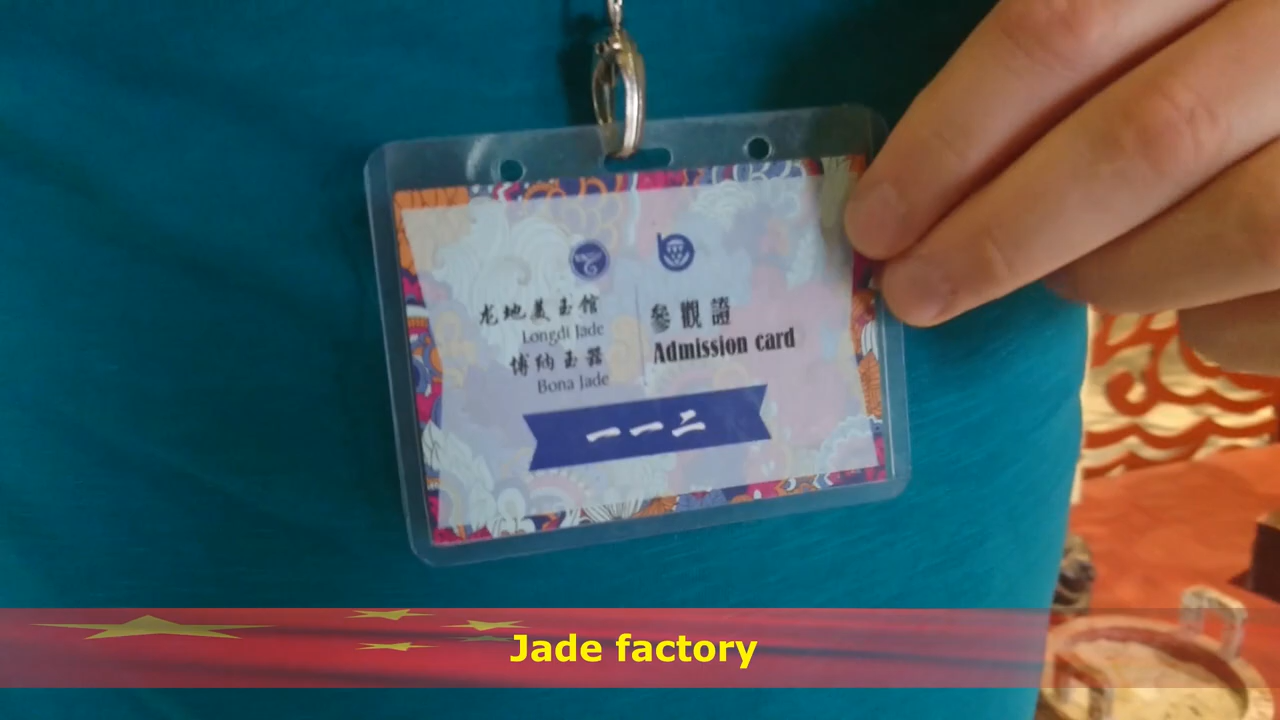 龙地美玉馆
Longdi Jade
博纳玉器
Bona Jade
參觀證
Admission card
一一二
Jade factory